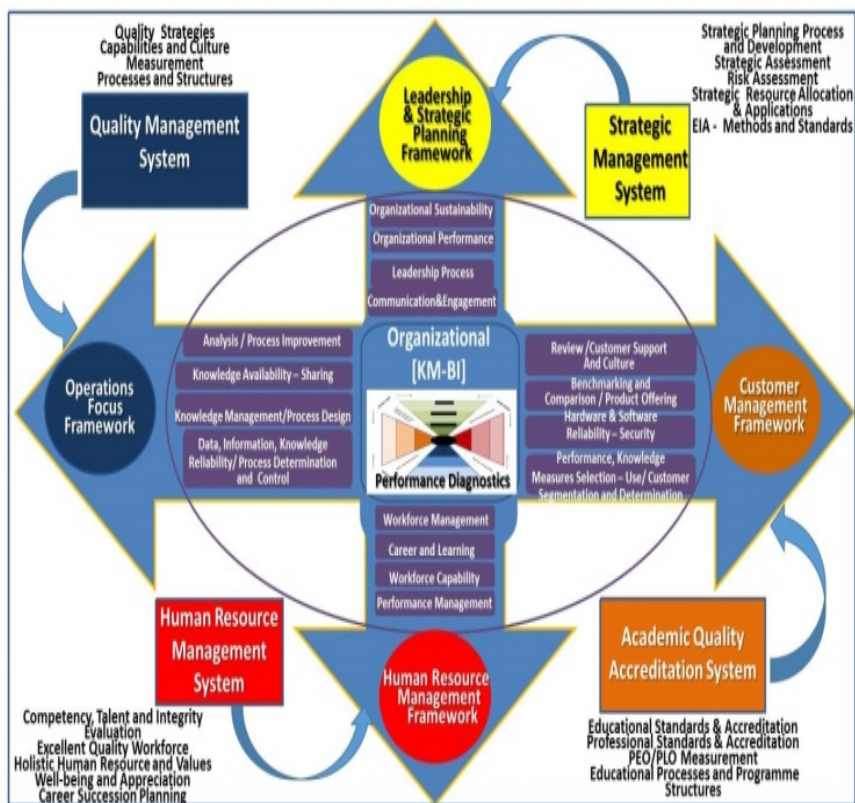 Quality Strategies
Capabilities and Culture
Measurement
Processes and Structures
Quality Management
System
Leadership
& Strategic
Planning
Framework
Strategic Planning Process
and Development
Strategic Assessment
Risk Assessment
Strategic Resource Allocation
& Applications
EIA - Methods and Standards
Strategic
Management
System
Organizational Sustainability
Organizational Performance
Leadership Process
Communication&Engagement
Operations
Focus
Framework
Analysis / Process Improvement
Knowledge Availability – Sharing
Knowledge Management/Process Design
Data, Information, Knowledge
Reliability/ Process Determination
and Control
Organizational
[KM-BI]
Performance Diagnostics
Review /Customer Support
And Culture
Benchmarking and
Comparison / Product Offering
Hardware & Software
Reliability – Security
Performance, Knowledge
Measures Selection – Use/ Customer
Segmentation and Determination
Customer
Management
Framework
Workforce Management
Career and Learning
Workforce Capability
Performance Management
Human Resource
Management
System
Human Resource
Management
Framework
Academic Quality
Accreditation System
Competency, Talent and Integrity
Evaluation
Excellent Quality Workforce
Holistic Human Resource and Values
Well-being and Appreciation
Career Succession Planning
Educational Standards & Accreditation
Professional Standards & Accreditation
PEO/PLO Measurement
Educational Processes and Programme
Structures